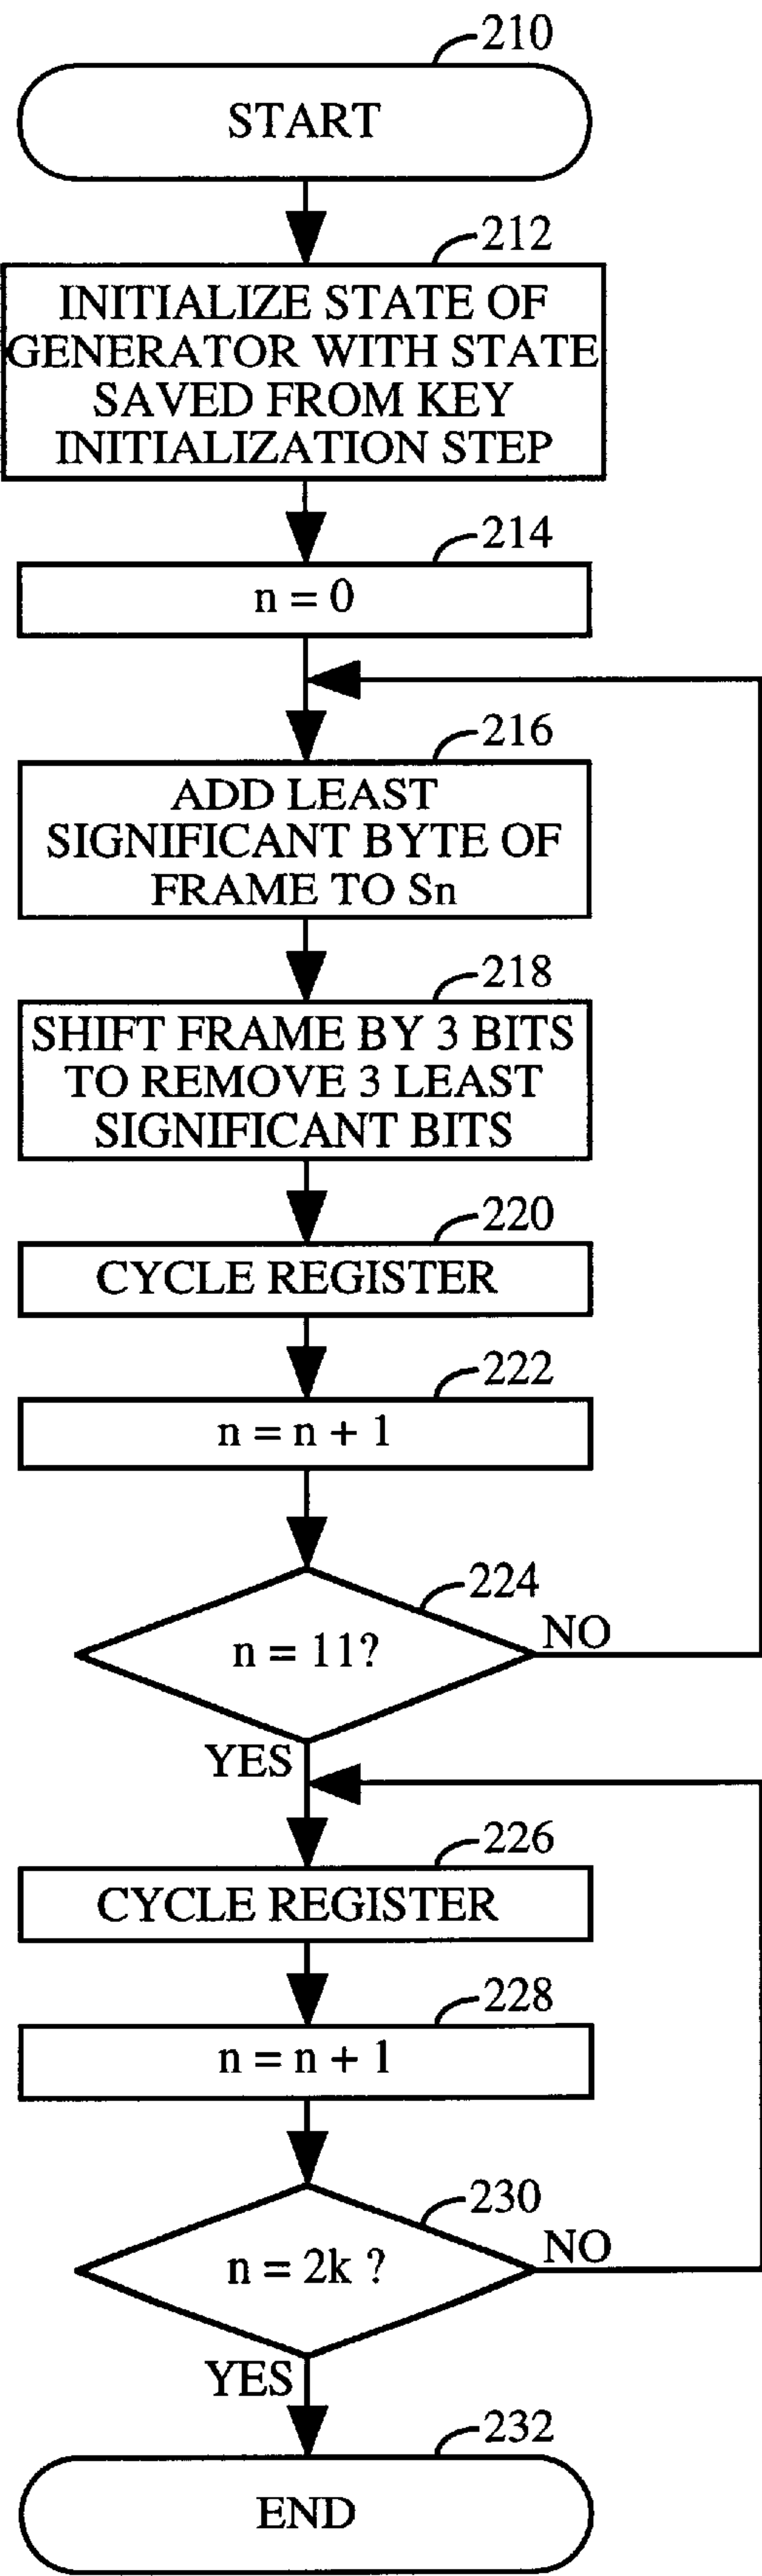 210
START
212
INITIALIZE STATE OF
GENERATOR WITH STATE
SAVED FROM KEY
INITIALIZATION STEP
214
n = 0
216
ADD LEAST
SIGNIFICANT BYTE OF
FRAME TO Sn
218
SHIFT FRAME BY 3 BITS
TO REMOVE 3 LEAST
SIGNIFICANT BITS
220
CYCLE REGISTER
222
n = n + 1
224
n = 11?
NO
YES
226
CYCLE REGISTER
228
n = n + 1
230
n = 2k ?
NO
YES
232
END